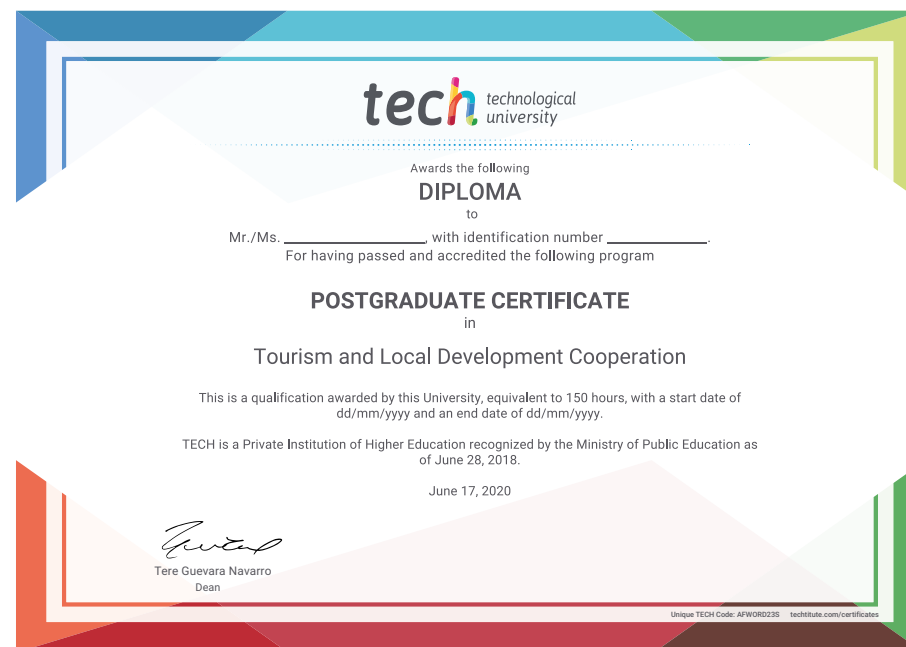 tech technological
university
Awards the following
DIPLOMA
to
Mr./Ms. ____________________, with identification number ______________.
For having passed and accredited the following program
POSTGRADUATE CERTIFICATE
in
Tourism and Local Development Cooperation
This is a qualification awarded by this University, equivalent to 150 hours, with a start date of
dd/mm/yyyy and an end date of dd/mm/yyyy.
TECH is a Private Institution of Higher Education recognized by the Ministry of Public Education as
of June 28, 2018.
June 17, 2020
Tere Guevara Navarro
Dean
Unique TECH Code: AFWORD23S techtitute.com/certificates